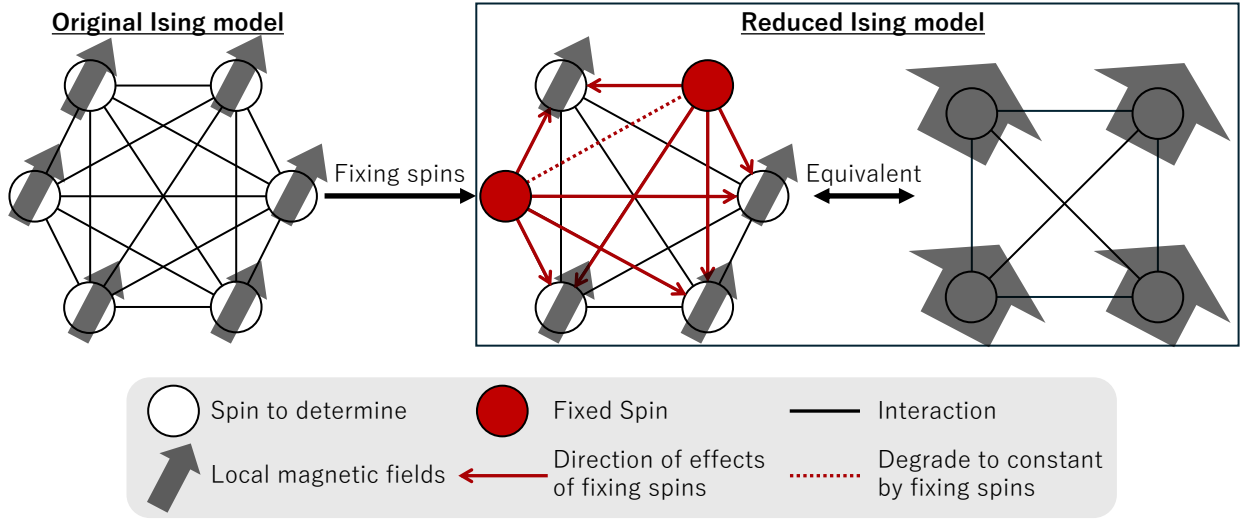 Original Ising model
Reduced Ising model
Fixing spins
Equivalent
Spin to determine
Fixed Spin
Interaction
Local magnetic fields
Direction of effects
of fixing spins
Degrade to constant
by fixing spins